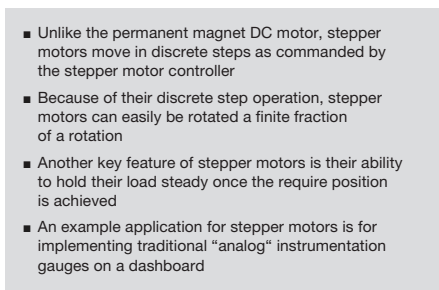 ■ Unlike the permanent magnet DC motor, stepper
motors move in discrete steps as commanded by
the stepper motor controller
■ Because of their discrete step operation, stepper
motors can easily be rotated a finite fraction
of a rotation
■ Another key feature of stepper motors is their ability
to hold their load steady once the require position
is achieved
■ An example application for stepper motors is for
implementing traditional “analog“ instrumentation
gauges on a dashboard